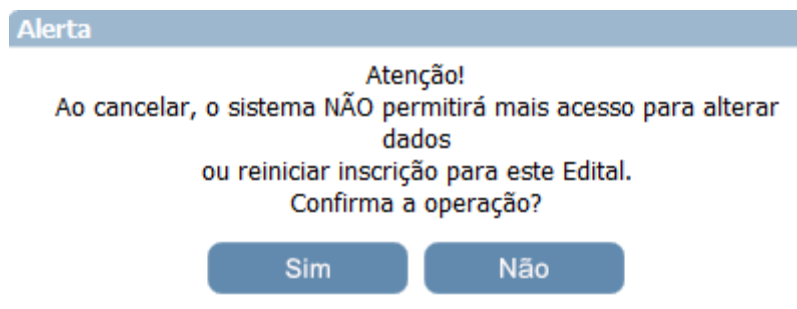 Alerta
Atenção!
Ao cancelar, o sistema NÃO permitirá mais acesso para alterar
dados
ou reiniciar inscrição para este Edital.
Confirma a operação?
Sim
Não